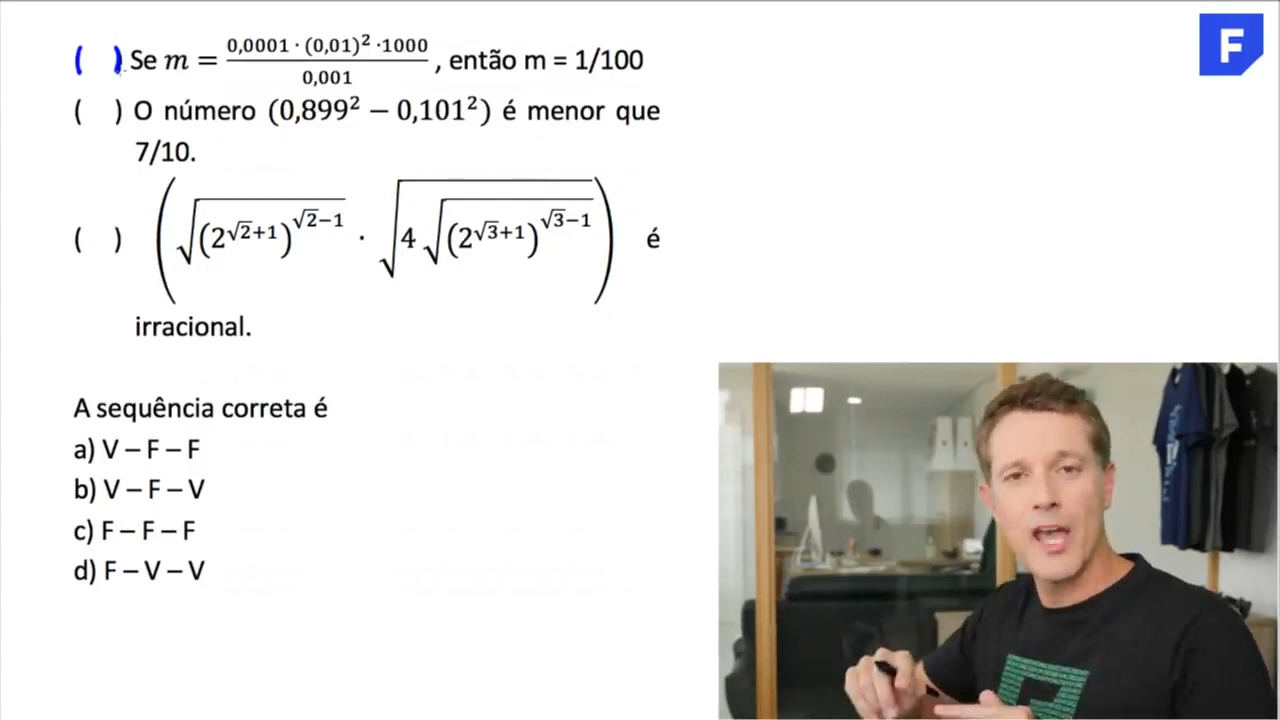 ( ) Se m = \frac{0,0001 · (0,01)² ·1000}{0,001}, então m = 1/100
( ) O número (0,899² − 0,101²) é menor que
7/10.
( ) (√((2^{√2+1})^{√2−1}) · √(4√((2^{√3+1})^{√3−1}))) é
irracional.
A sequência correta é
a) V – F – F
b) V – F – V
c) F – F – F
d) F – V – V
F